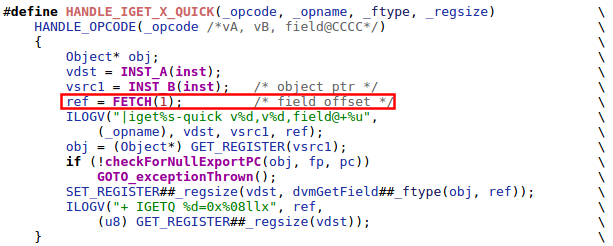 #define HANDLE_IGET_X_QUICK(_opcode, _opname, _ftype, _regsize) \
    HANDLE_OPCODE(_opcode /*vA, vB, field@CCCC*/) \
    { \
        Object* obj; \
        vdst = INST_A(inst); \
        vsrc1 = INST_B(inst);   /* object ptr */ \
        ref = FETCH(1);         /* field offset */ \
        ILOGV("|iget%s-quick v%d,v%d,field@+%u", \
            (_opname), vdst, vsrc1, ref); \
        obj = (Object*) GET_REGISTER(vsrc1); \
        if (!checkForNullExportPC(obj, fp, pc)) \
            GOTO_exceptionThrown(); \
        SET_REGISTER##_regsize(vdst, dvmGetField##_ftype(obj, ref)); \
        ILOGV("+ IGETQ %d=0x%08llx", ref, \
            (u8) GET_REGISTER##_regsize(vdst)); \
    } \